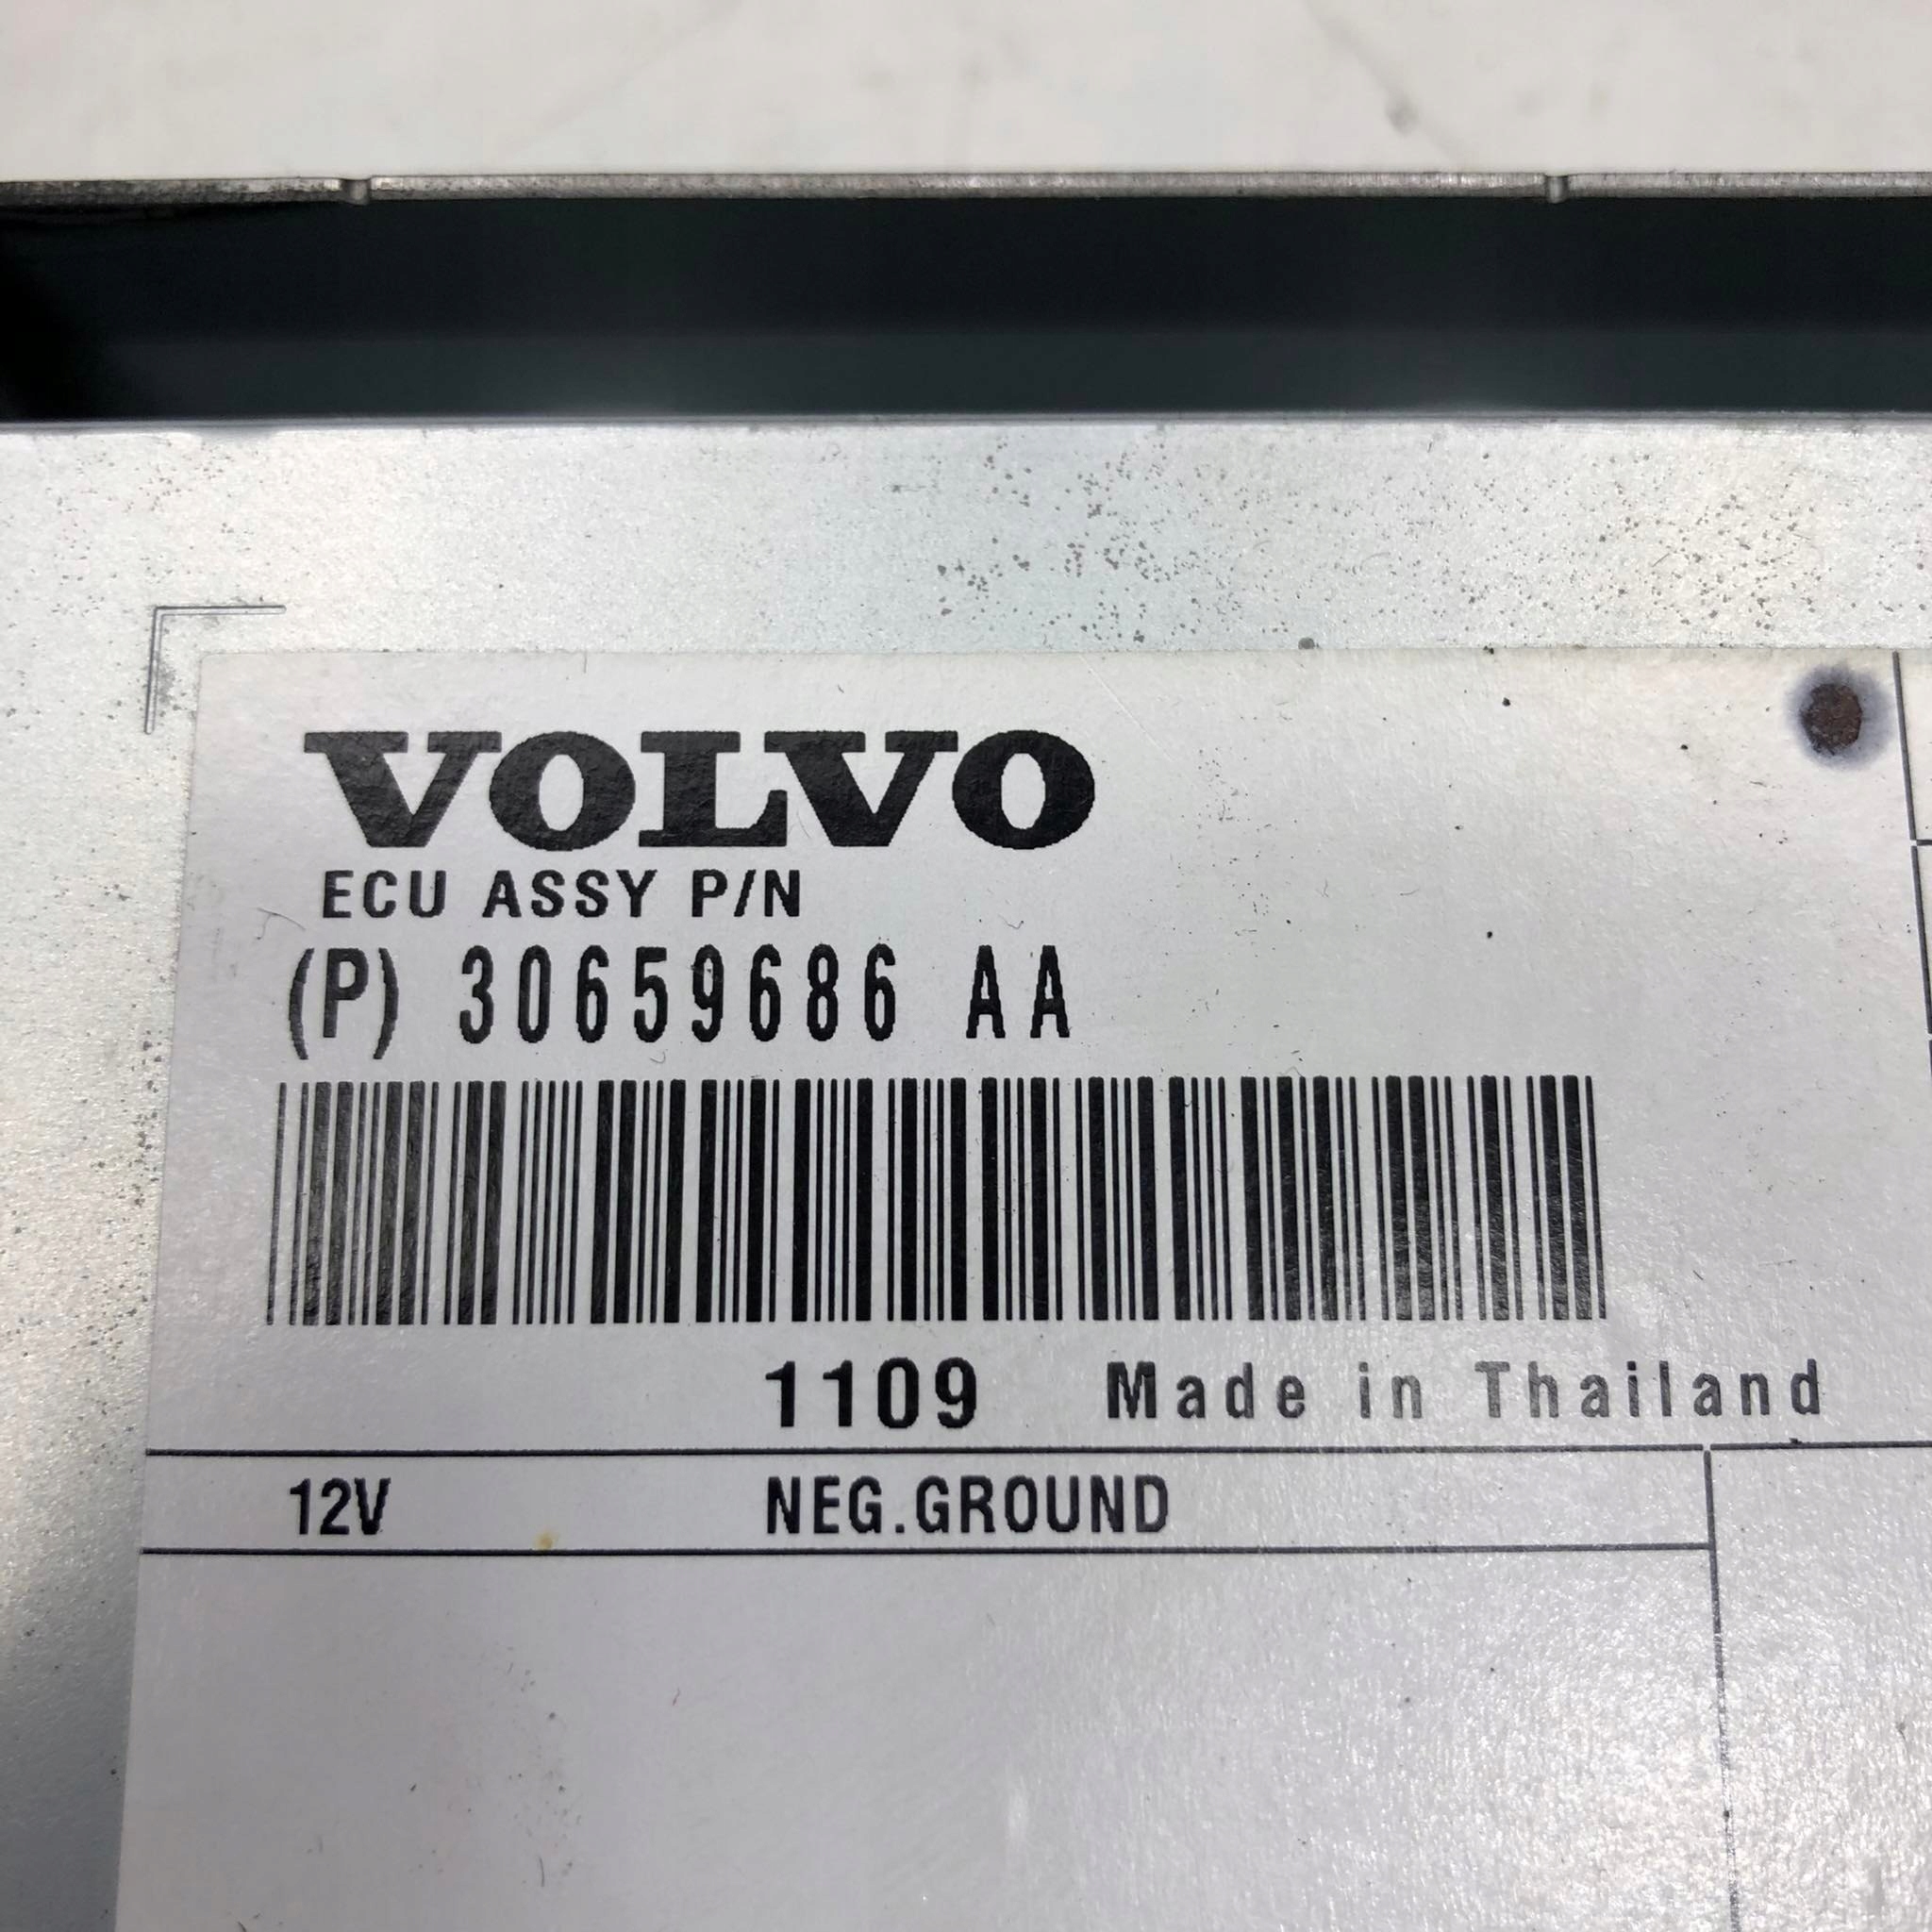 VOLVO
ECU ASSY P/N
(P) 30659686 AA
1109 Made in Thailand
12V NEG.GROUND